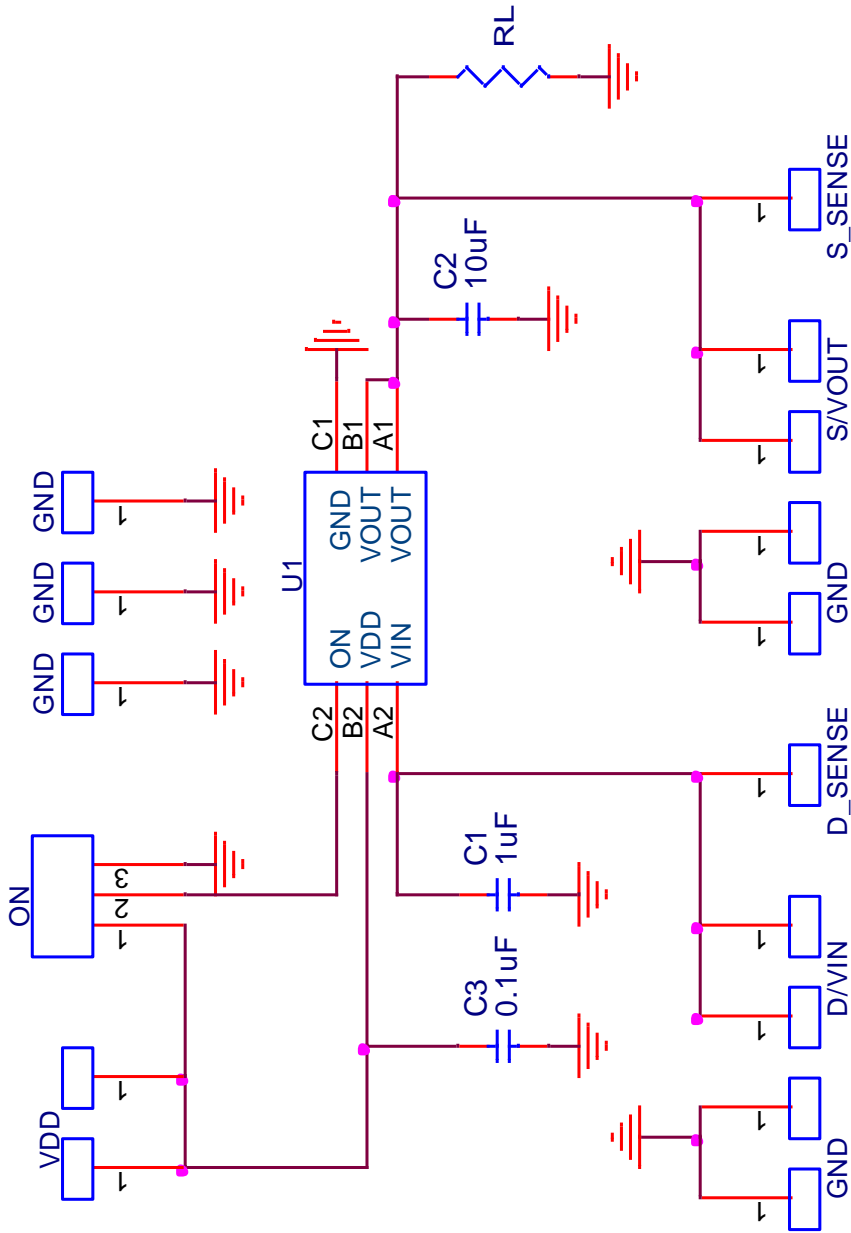 GND
GND
GND
1
1
1
ON
1
2
3
VDD
1
1
U1
C2
B2
A2
ON
VDD
VIN
GND
VOUT
VOUT
C1
B1
A1
RL
C2
10uF
C1
1uF
C3
0.1uF
1
1
1
1
1
1
1
1
1
1
GND
D/VIN
D_SENSE
GND
S/VOUT
S_SENSE